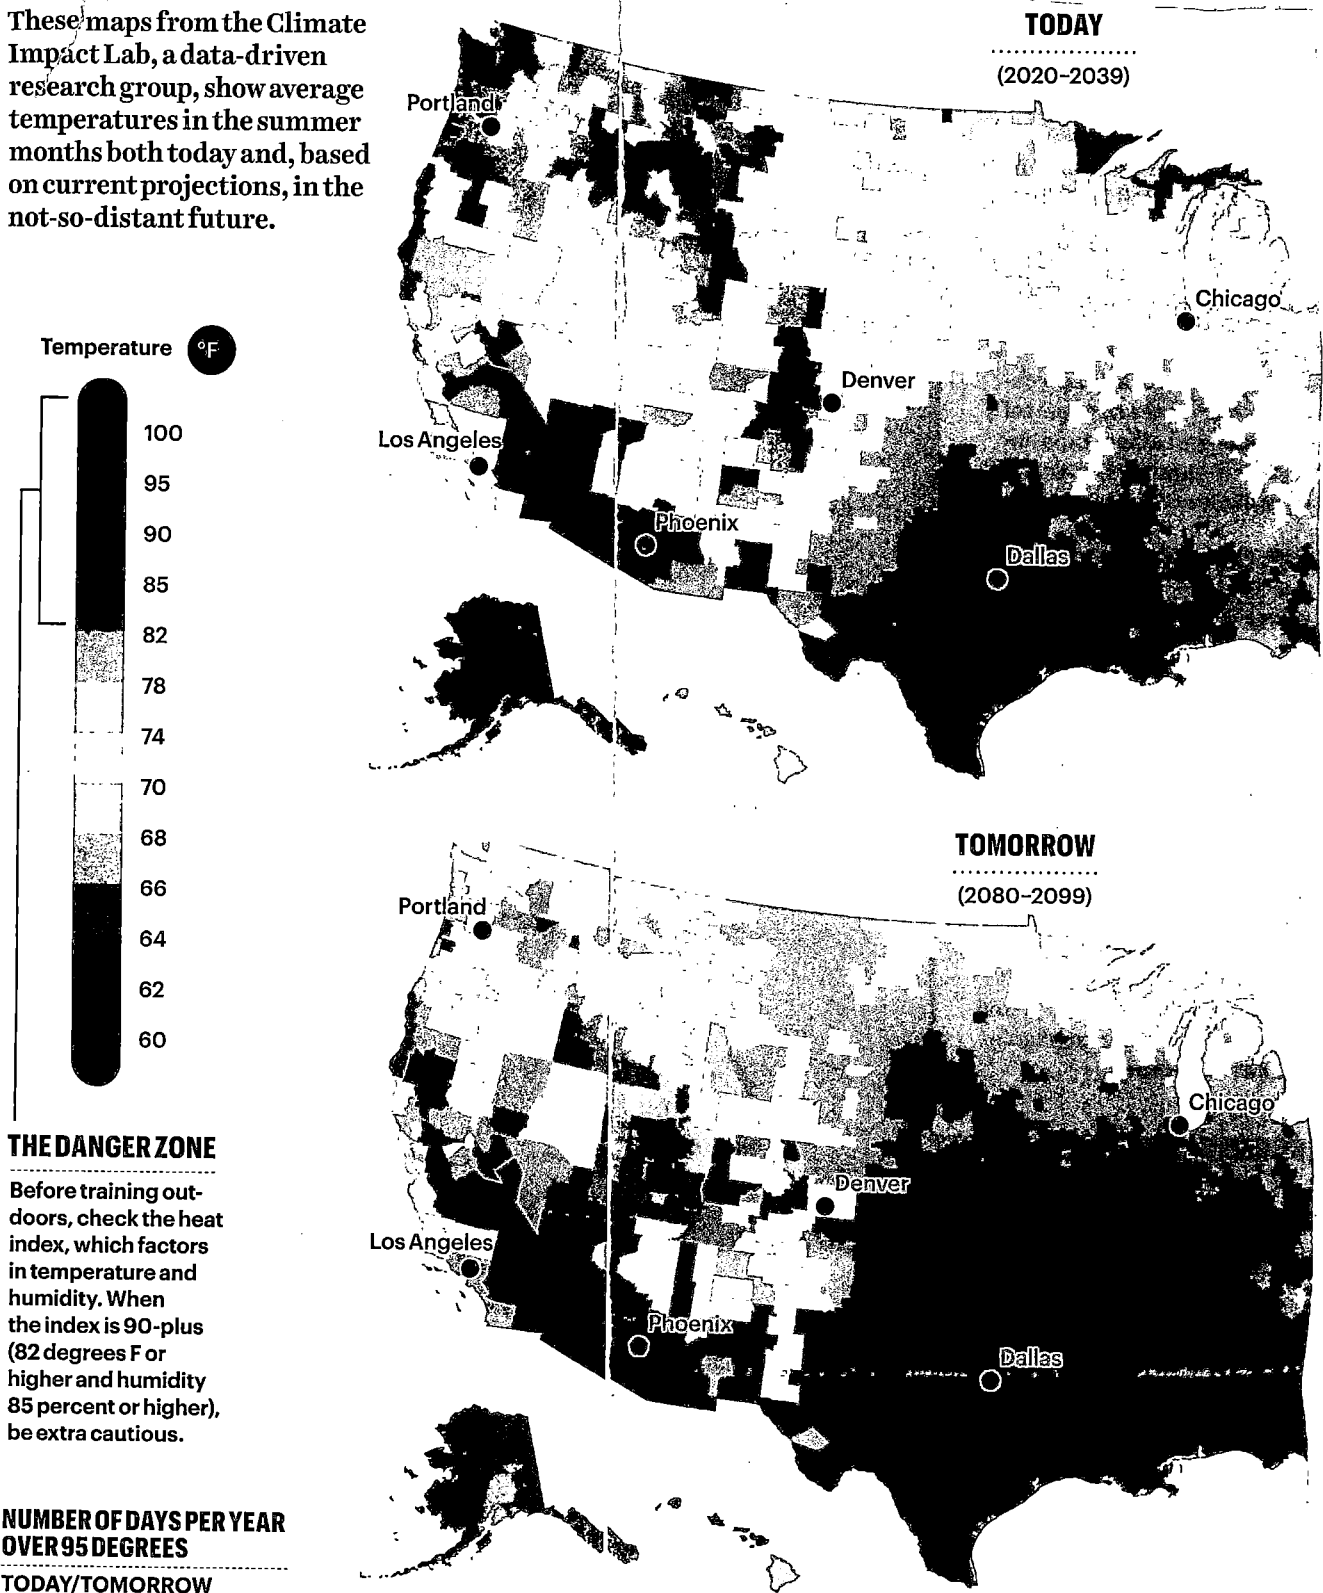 These maps from the Climate
Impact Lab, a data-driven
research group, show average
temperatures in the summer
months both today and, based
on current projections, in the
not-so-distant future.
Temperature °F
100
95
90
85
82
78
74
70
68
66
64
62
60
THE DANGER ZONE
Before training out-
doors, check the heat
index, which factors
in temperature and
humidity. When
the index is 90-plus
(82 degrees F or
higher and humidity
85 percent or higher),
be extra cautious.
NUMBER OF DAYS PER YEAR
OVER 95 DEGREES
TODAY/TOMORROW
TODAY
(2020–2039)
Portland
Chicago
Denver
Los Angeles
Phoenix
Dallas
TOMORROW
(2080–2099)
Portland
Chicago
Denver
Los Angeles
Phoenix
Dallas